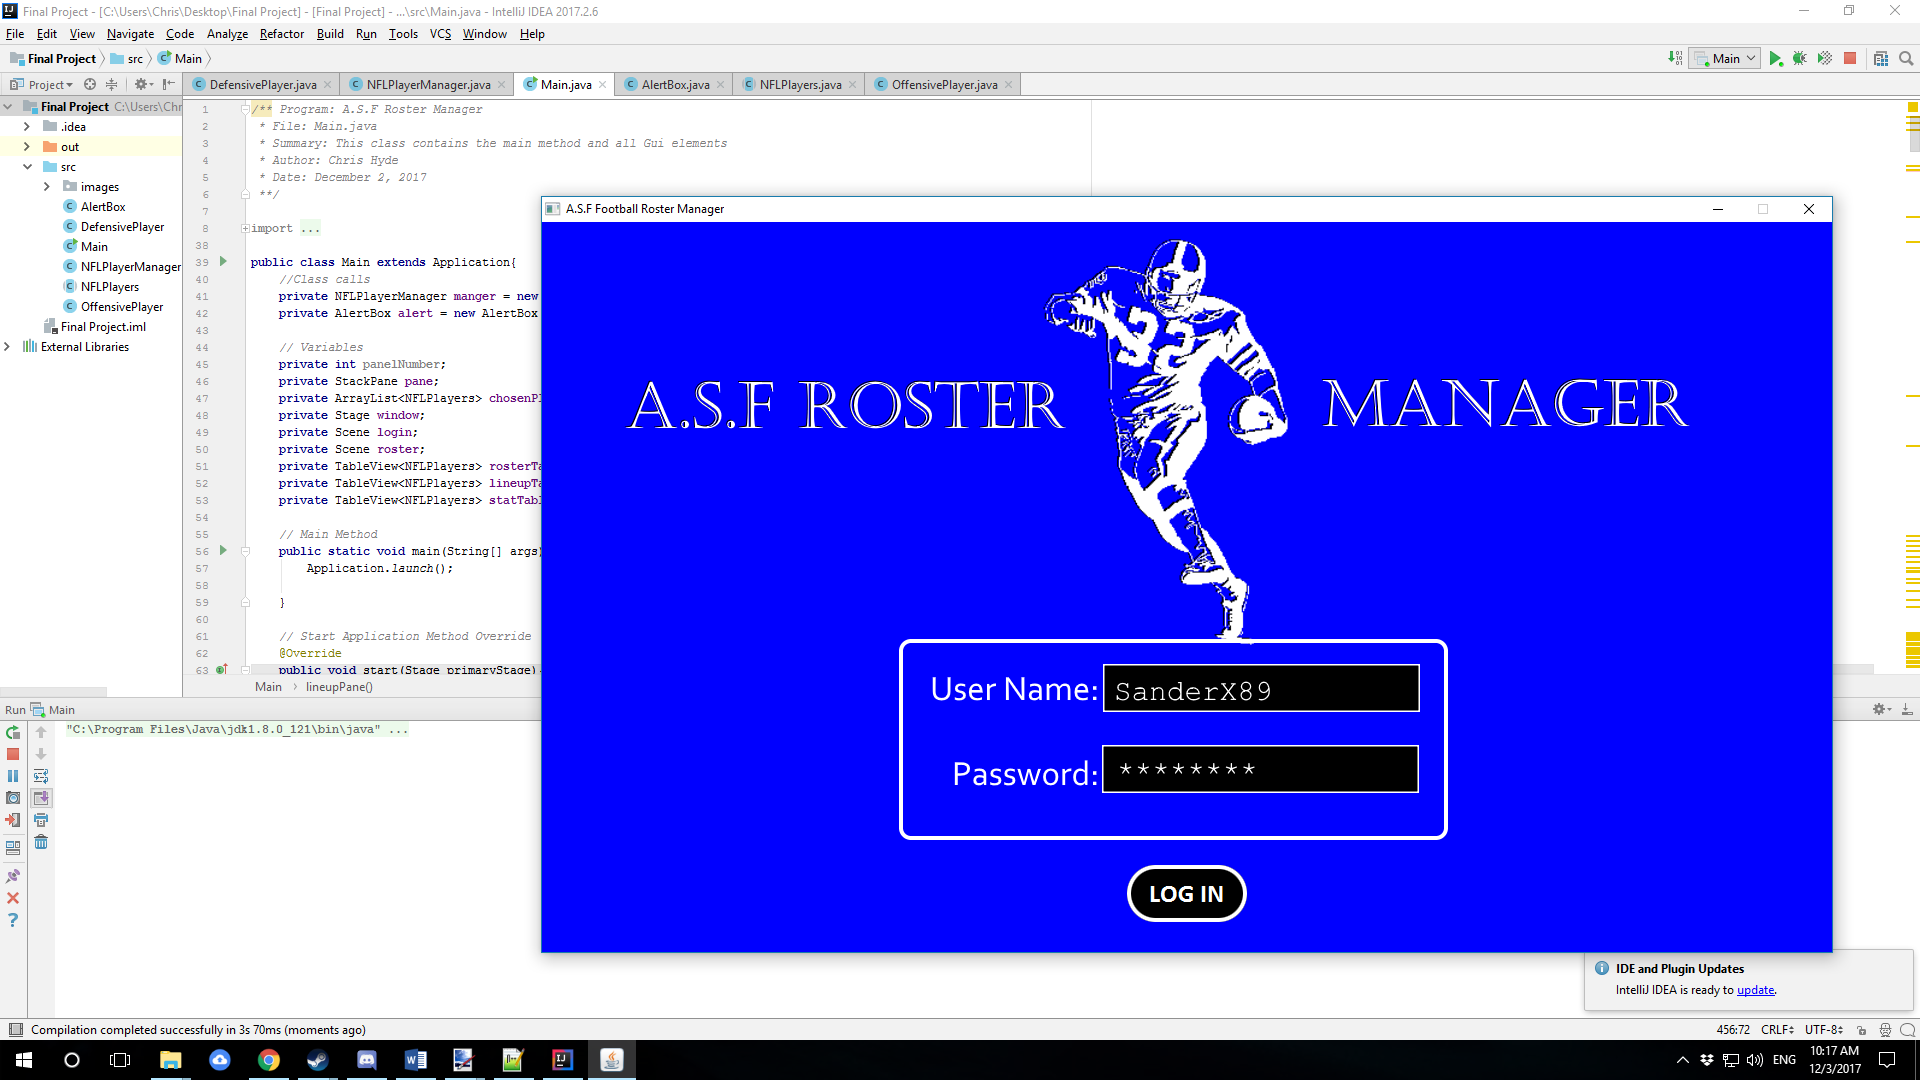 Final Project - [C:\Users\Chris\Desktop\Final Project] - [Final Project] - ...\src\Main.java - IntelliJ IDEA 2017.2.6
File Edit View Navigate Code Analyze Refactor Build Run Tools VCS Window Help
Final Project src Main
Main
Project
DefensivePlayer.java NFLPlayerManager.java Main.java AlertBox.java NFLPlayers.java OffensivePlayer.java
Final Project C:\Users\Chr
.idea
out
src
images
AlertBox
DefensivePlayer
Main
NFLPlayerManager
NFLPlayers
OffensivePlayer
Final Project.iml
External Libraries
1 /** Program: A.S.F Roster Manager
2 * File: Main.java
3 * Summary: This class contains the main method and all Gui elements
4 * Author: Chris Hyde
5 * Date: December 2, 2017
6 **/
7
8 import ...
38
39 public class Main extends Application{
40 //Class calls
41 private NFLPlayerManager manger = new
42 private AlertBox alert = new AlertBox
43
44 // Variables
45 private int panelNumber;
46 private StackPane pane;
47 private ArrayList<NFLPlayers> chosenPl
48 private Stage window;
49 private Scene login;
50 private Scene roster;
51 private TableView<NFLPlayers> rosterTa
52 private TableView<NFLPlayers> lineupTa
53 private TableView<NFLPlayers> statTabl
54
55 // Main Method
56 public static void main(String[] args)
57 Application.launch();
58
59 }
60
61 // Start Application Method Override
62 @Override
63 public void start(Stage primaryStage)
Main lineupPane()
A.S.F Football Roster Manager
32
A.S.F ROSTER MANAGER
User Name: SanderX89
Password: ********
LOG IN
Run Main
"C:\Program Files\Java\jdk1.8.0_121\bin\java" ...
IDE and Plugin Updates
IntelliJ IDEA is ready to update.
Compilation completed successfully in 3s 70ms (moments ago)
456:72 CRLF UTF-8
ENG
10:17 AM
12/3/2017